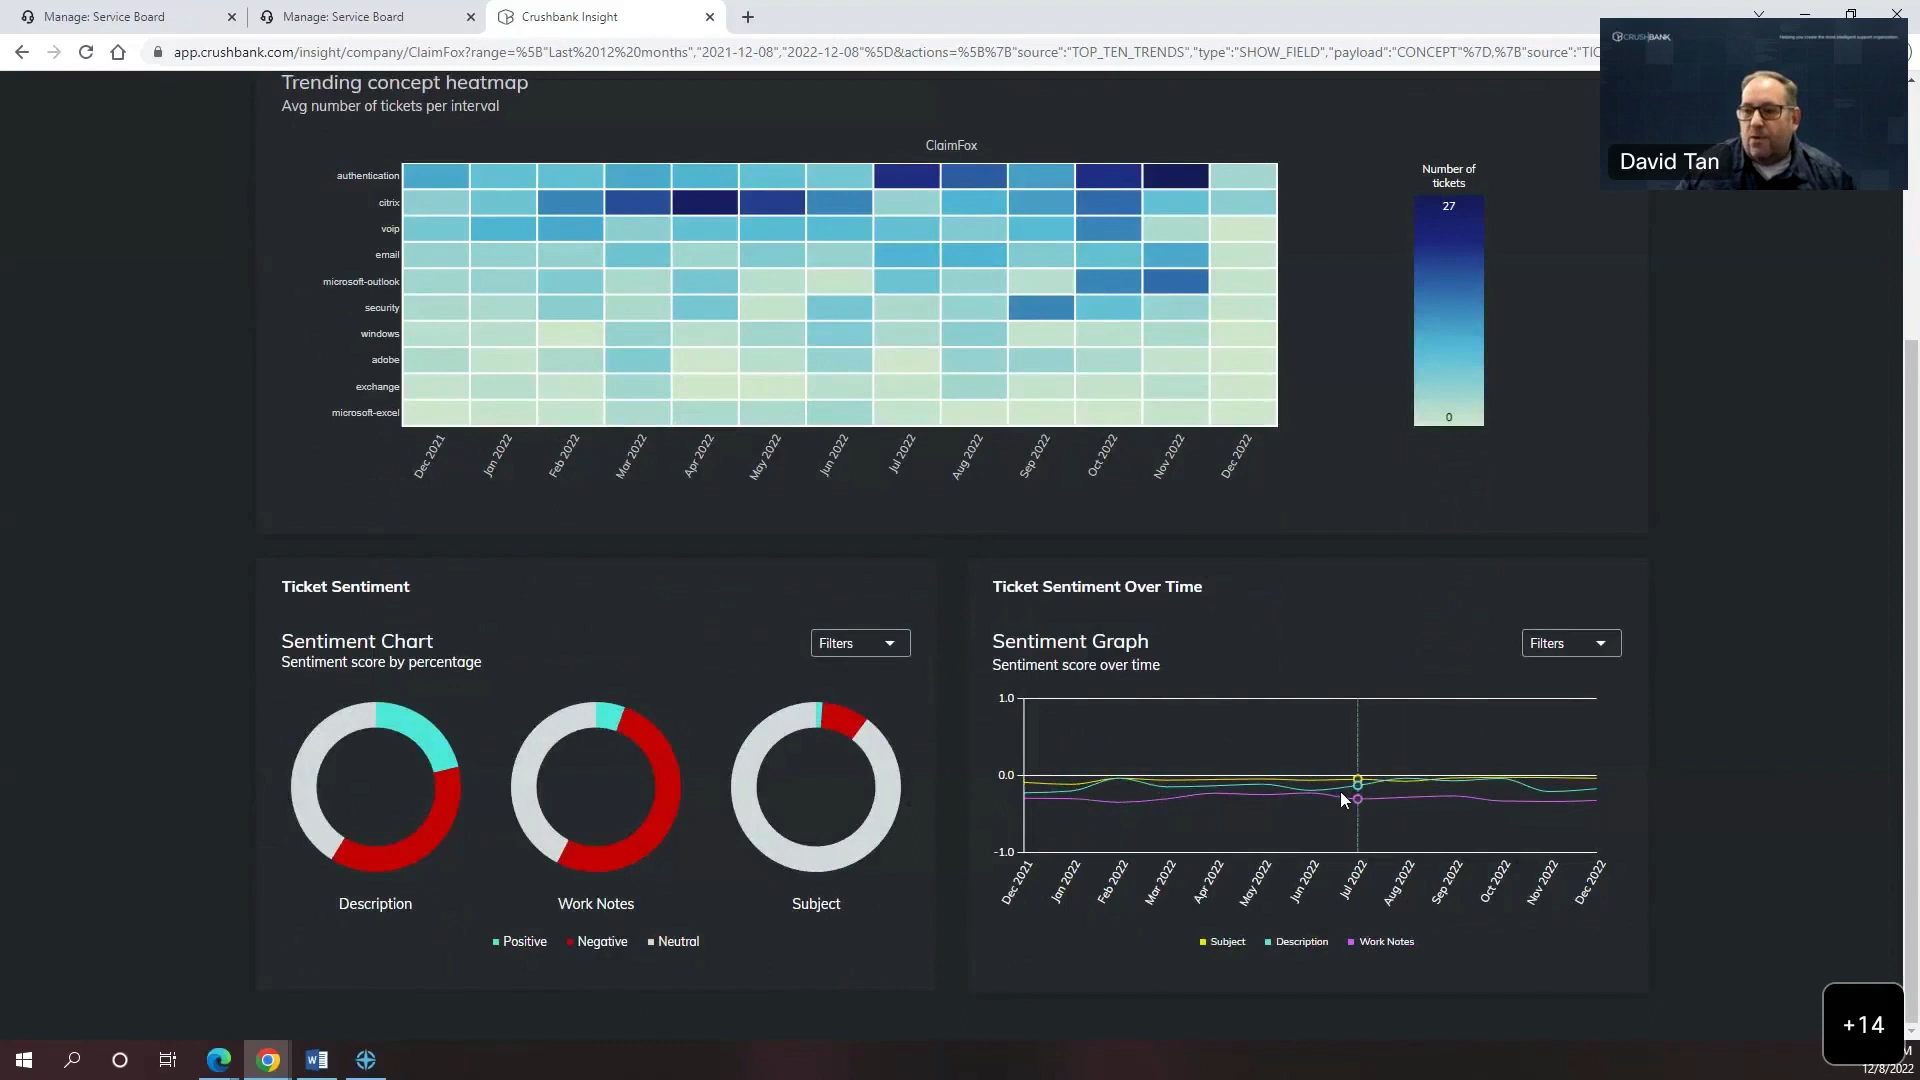 Manage: Service Board
Manage: Service Board
Crushbank Insight
app.crushbank.com/insight/company/ClaimFox?range=%5B"Last%2012%20months","2021-12-08","2022-12-08"%5D&actions=%5B%7B"source":"TOP_TEN_TRENDS","type":"SHOW_FIELD","payload":"CONCEPT"%7D,%7B"source":"TIC
CRUSHBANK
David Tan
Trending concept heatmap
Avg number of tickets per interval
ClaimFox
Number of
tickets
27
0
authentication
citrix
voip
email
microsoft-outlook
security
windows
adobe
exchange
microsoft-excel
Dec 2021
Jan 2022
Feb 2022
Mar 2022
Apr 2022
May 2022
Jun 2022
Jul 2022
Aug 2022
Sep 2022
Oct 2022
Nov 2022
Dec 2022
Ticket Sentiment
Sentiment Chart
Sentiment score by percentage
Filters
Description
Work Notes
Subject
Positive
Negative
Neutral
Ticket Sentiment Over Time
Sentiment Graph
Sentiment score over time
Filters
1.0
0.0
-1.0
Dec 2021
Jan 2022
Feb 2022
Mar 2022
Apr 2022
May 2022
Jun 2022
Jul 2022
Aug 2022
Sep 2022
Oct 2022
Nov 2022
Dec 2022
Subject
Description
Work Notes
+14
12/8/2022